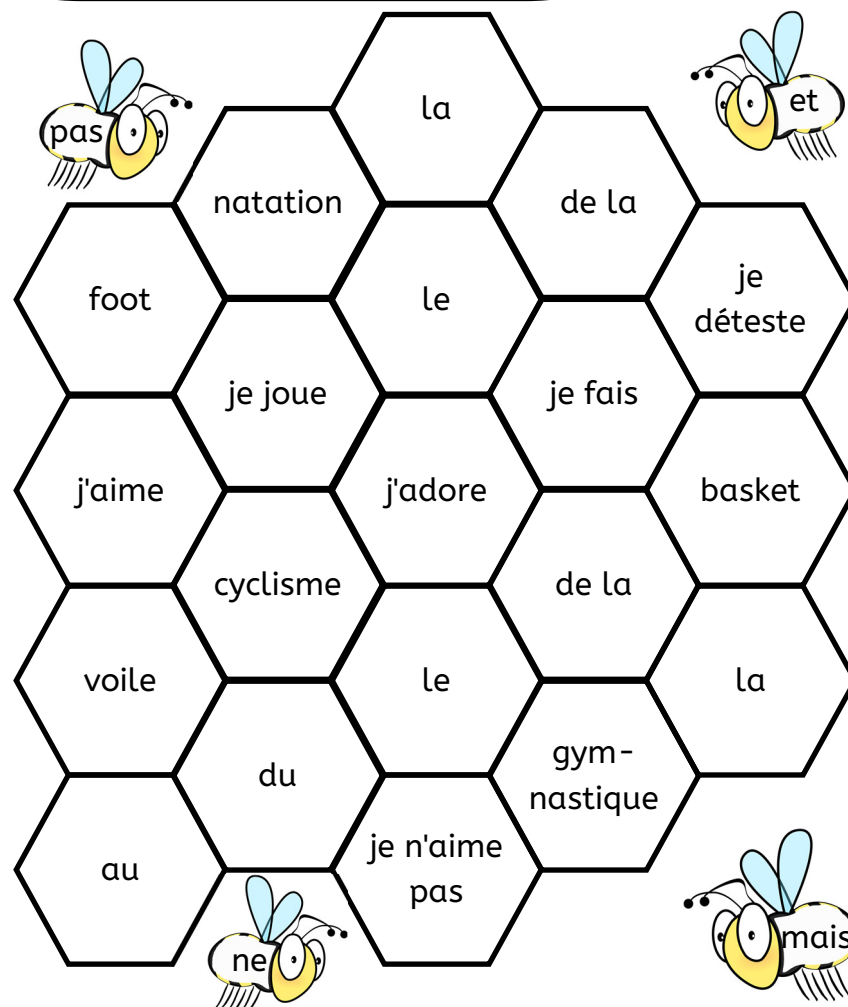 pas
la
et
natation
de la
foot
le
je
déteste
je joue
je fais
j'aime
j'adore
basket
cyclisme
de la
voile
le
la
du
gym-
nastique
au
je n'aime
pas
ne
mais